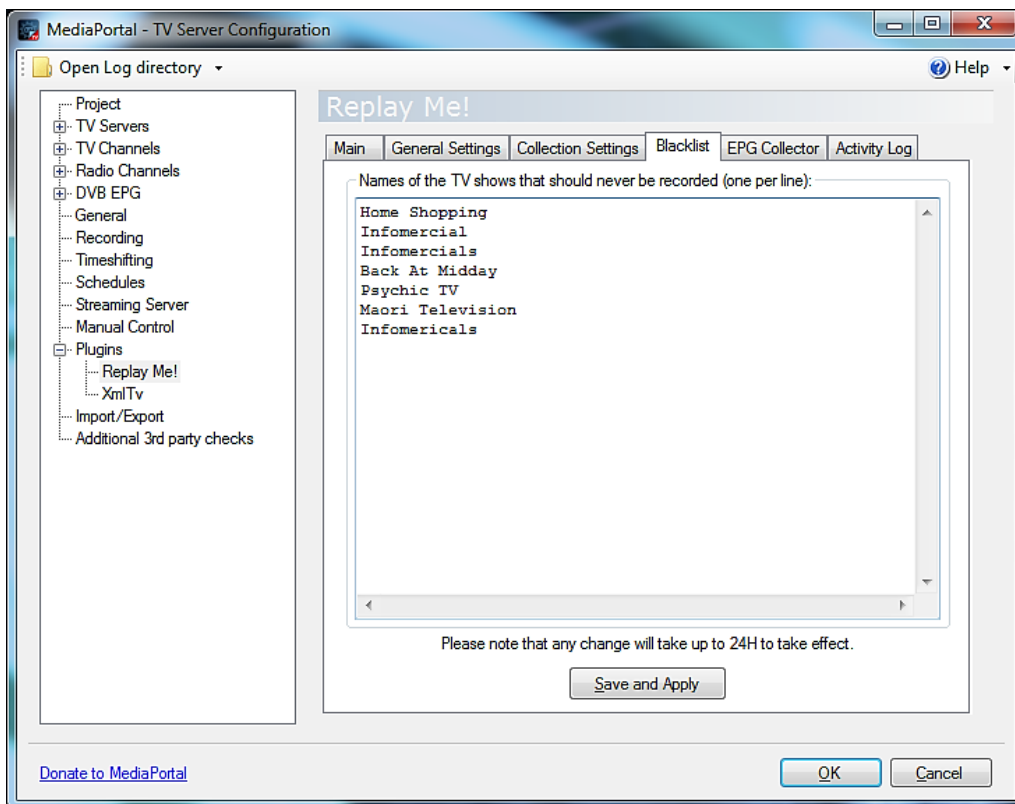 MediaPortal - TV Server Configuration
Open Log directory
Help
Project
TV Servers
TV Channels
Radio Channels
DVB EPG
General
Recording
Timeshifting
Schedules
Streaming Server
Manual Control
Plugins
Replay Me!
XmlTv
Import/Export
Additional 3rd party checks
Replay Me!
Main General Settings Collection Settings Blacklist EPG Collector Activity Log
Names of the TV shows that should never be recorded (one per line):
Home Shopping
Infomercial
Infomercials
Back At Midday
Psychic TV
Maori Television
Infomericals
Please note that any change will take up to 24H to take effect.
Save and Apply
Donate to MediaPortal
OK Cancel